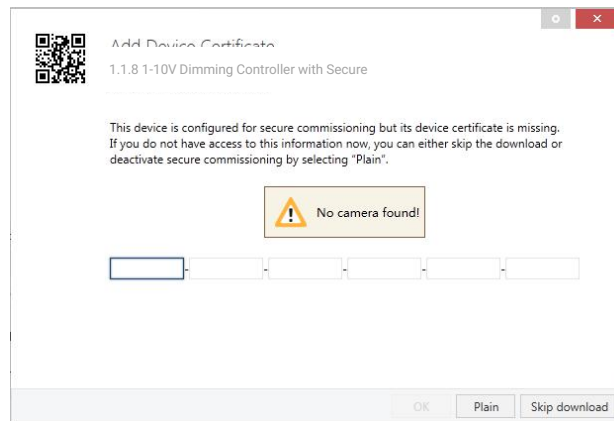 Add Device Certificate
1.1.8 1-10V Dimming Controller with Secure
This device is configured for secure commissioning but its device certificate is missing.
If you do not have access to this information now, you can either skip the download or
deactivate secure commissioning by selecting "Plain".
No camera found!
- - - - -
OK Plain Skip download